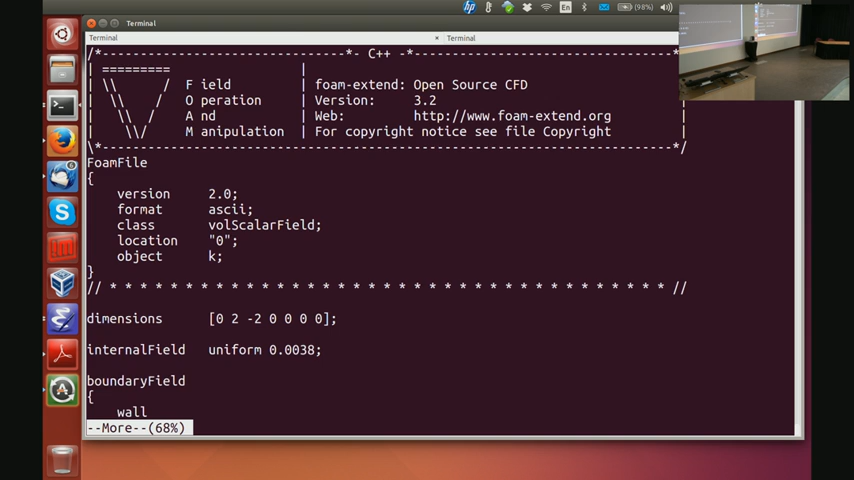 Terminal
En (98%)
Terminal × Terminal
/*---------------------------------*- C++ -*----------------------------------*\
| ========= |
| \\ / F ield | foam-extend: Open Source CFD
| \\ / O peration | Version: 3.2
| \\ / A nd | Web: http://www.foam-extend.org
| \\/ M anipulation | For copyright notice see file Copyright |
\*---------------------------------------------------------------------------*/
FoamFile
{
version 2.0;
format ascii;
class volScalarField;
location "0";
object k;
}
// * * * * * * * * * * * * * * * * * * * * * * * * * * * * * * * * * * * * * //
dimensions [0 2 -2 0 0 0 0];
internalField uniform 0.0038;
boundaryField
{
wall
--More--(68%)